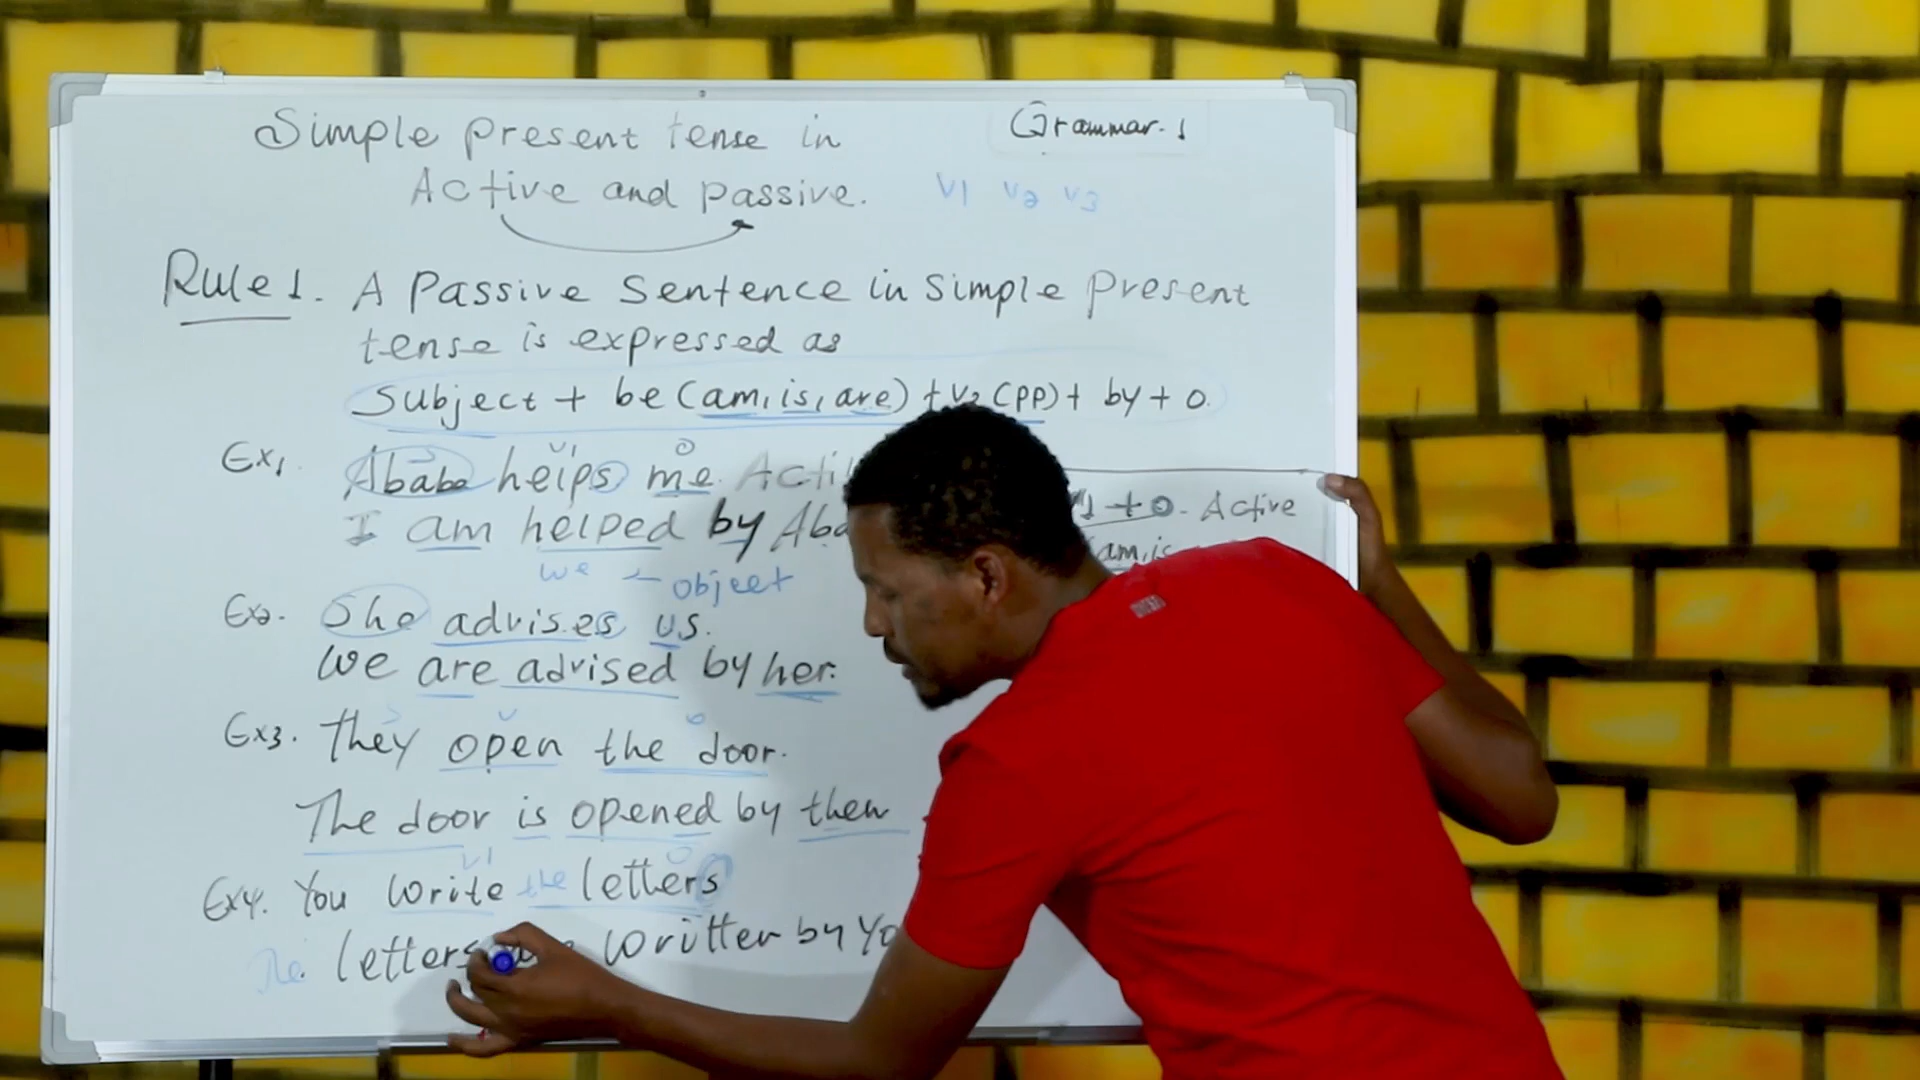 Simple present tense in
Grammar. 1
Active and passive.
V1 V2 V3
Rule 1. A Passive Sentence in Simple Present
tense is expressed as
Subject + be (am, is, are) + V3 (PP) + by + o.
Ex1. Ababe helps me.
S V1 O
I am helped by
1 + o - Active
(am, is
we ← object
Ex2. She advises us.
We are advised by her.
S V O
Ex3. They open the door.
The door is opened by them
V1 O
Ex4. You write the letters
The. letters written by